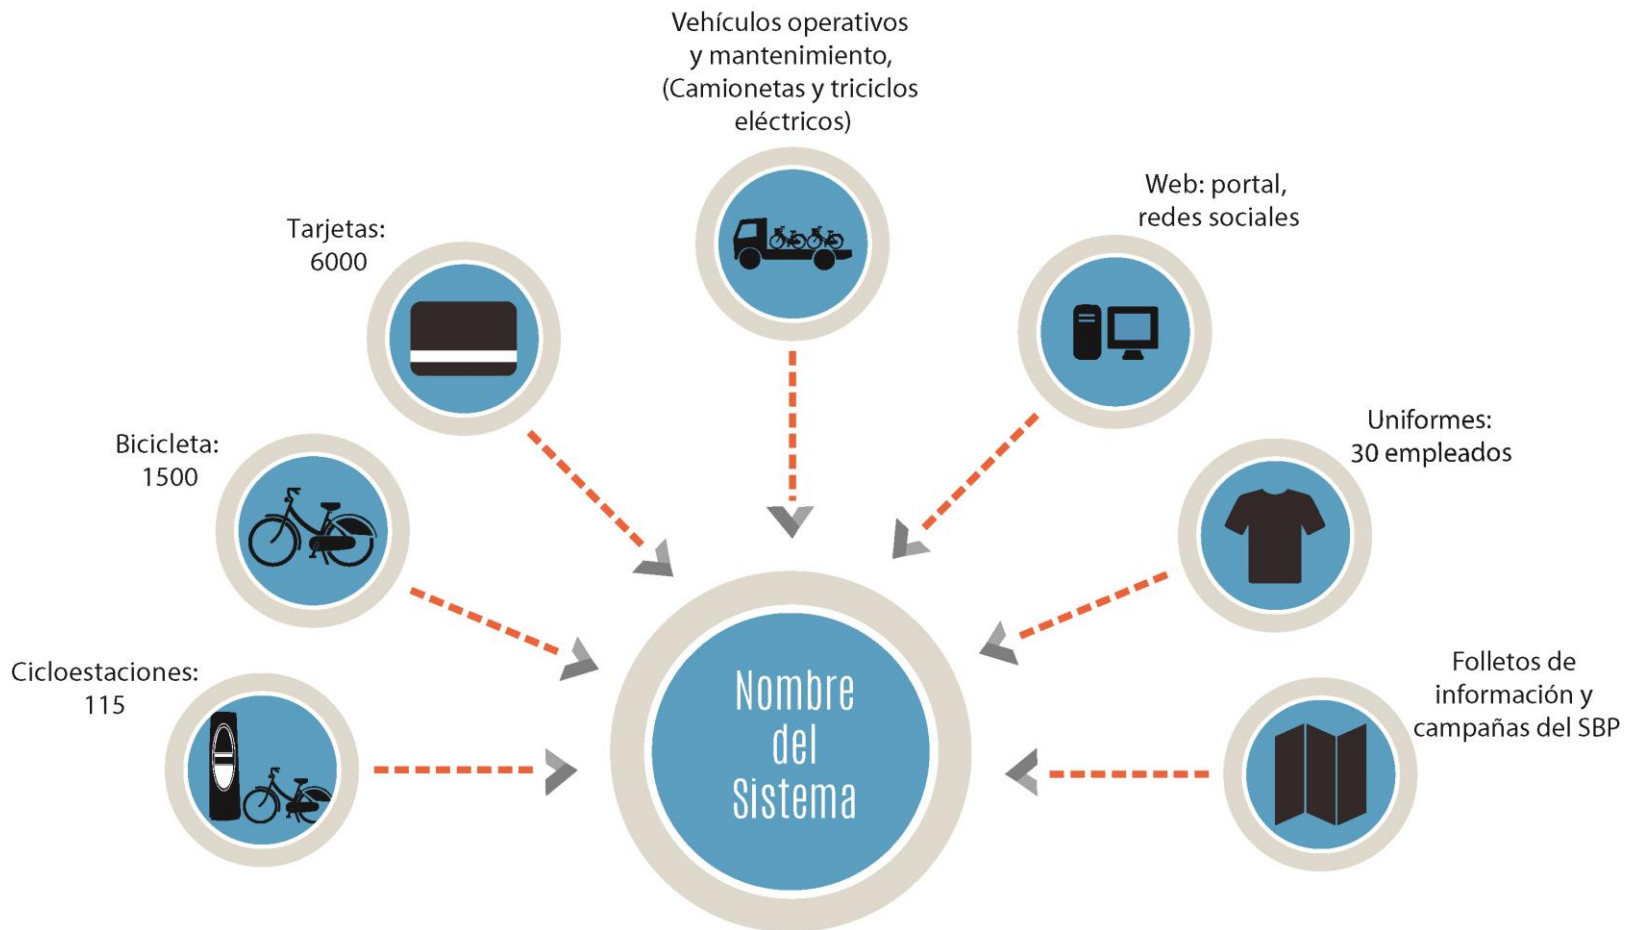 Vehículos operativos
y mantenimiento,
(Camionetas y triciclos
eléctricos)
Web: portal,
redes sociales
Tarjetas:
6000
Uniformes:
30 empleados
Bicicleta:
1500
Cicloestaciones:
115
Folletos de
información y
campañas del SBP
Nombre
del
Sistema